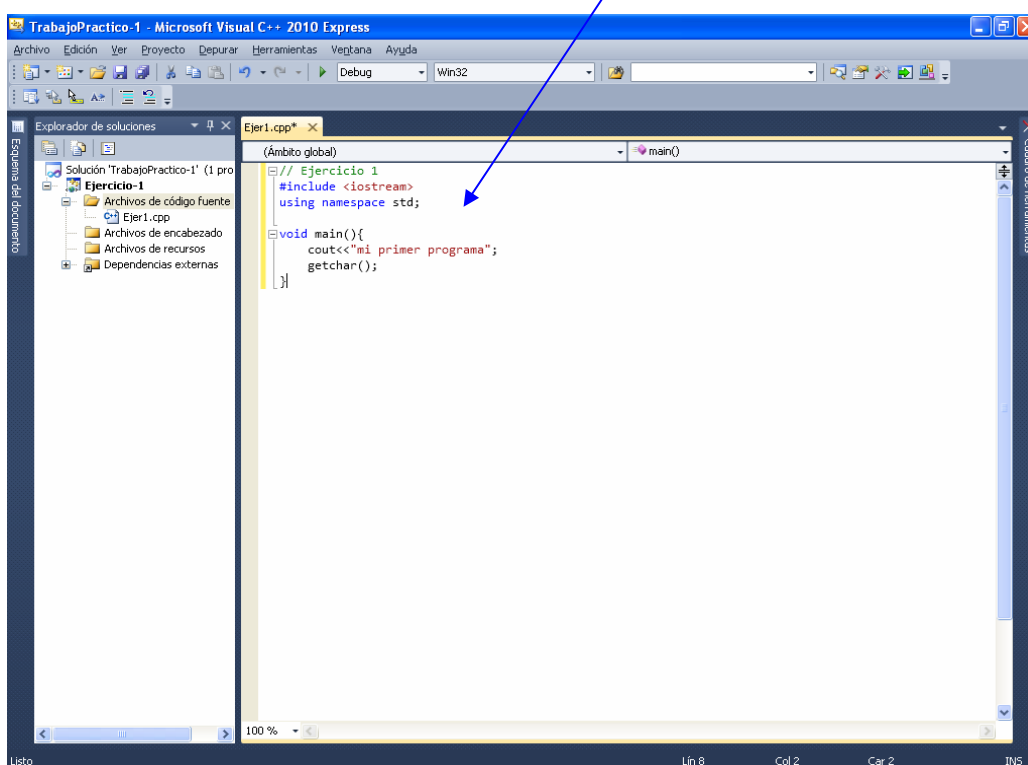 TrabajoPractico-1 - Microsoft Visual C++ 2010 Express
Archivo Edición Ver Proyecto Depurar Herramientas Ventana Ayuda
Debug Win32
Explorador de soluciones
Ejer1.cpp*
(Ámbito global) main()
Solución 'TrabajoPractico-1' (1 pro
Ejercicio-1
Archivos de código fuente
Ejer1.cpp
Archivos de encabezado
Archivos de recursos
Dependencias externas
// Ejercicio 1
#include <iostream>
using namespace std;
void main(){
cout<<"mi primer programa";
getchar();
}
Esquema del documento
100 %
Listo Lín 8 Col 2 Car 2 INS